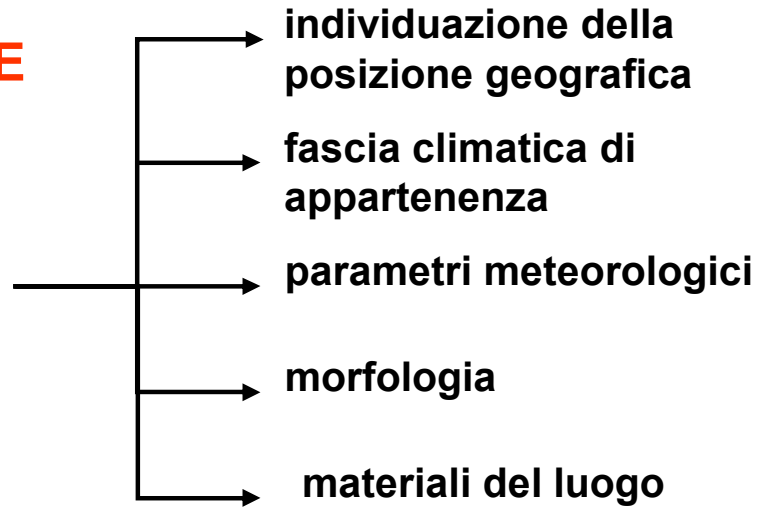 E
individuazione della
posizione geografica
fascia climatica di
appartenenza
parametri meteorologici
morfologia
materiali del luogo